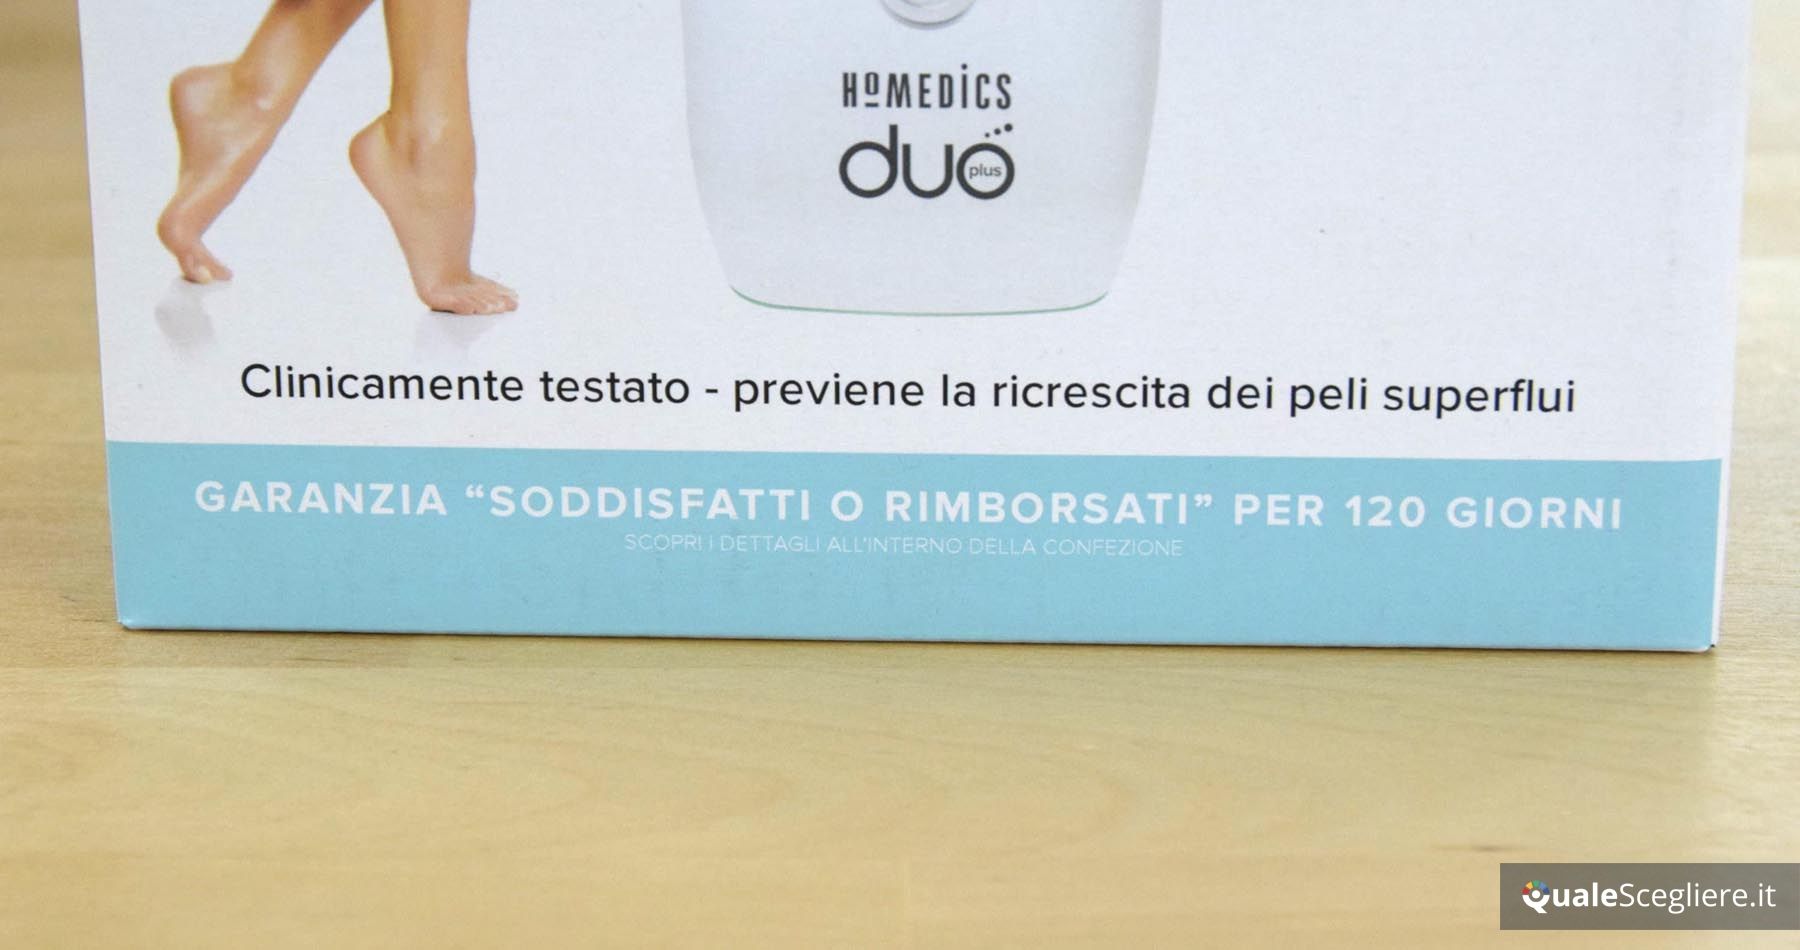 HoMEDICS
duo
plus
Clinicamente testato - previene la ricrescita dei peli superflui
GARANZIA “SODDISFATTI O RIMBORSATI” PER 120 GIORNI
SCOPRI I DETTAGLI ALL'INTERNO DELLA CONFEZIONE
QualeScegliere.it